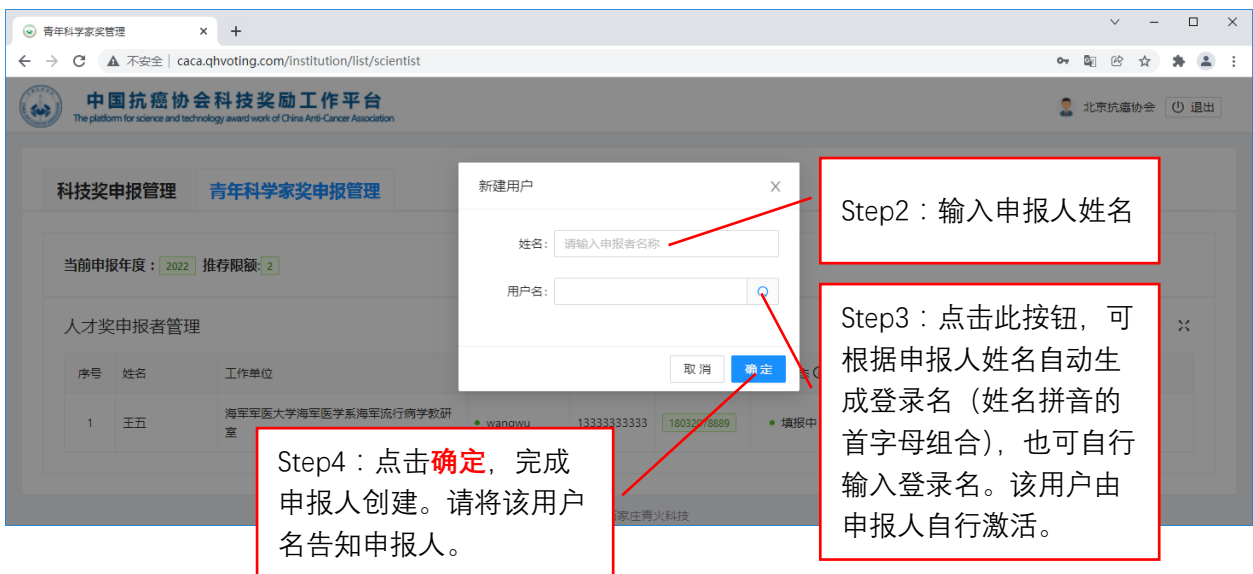 青年科学家奖管理
不安全 | caca.qhvoting.com/institution/list/scientist
中国抗癌协会科技奖励工作平台
The platform for science and technology award work of China Anti-Cancer Association
北京抗癌协会 退出
科技奖申报管理 青年科学家奖申报管理
当前申报年度： 2022 推荐限额: 2
人才奖申报者管理
序号 姓名 工作单位
1 王五 海军军医大学海军医学系海军流行病学教研
室
wangwu 13333333333 18032078889 填报中
新建用户
姓名: 请输入申报者名称
用户名:
取消 确定
Step2：输入申报人姓名
Step3：点击此按钮，可
根据申报人姓名自动生
成登录名（姓名拼音的
首字母组合），也可自行
输入登录名。该用户由
申报人自行激活。
Step4：点击确定，完成
申报人创建。请将该用户
名告知申报人。
家庄青火科技